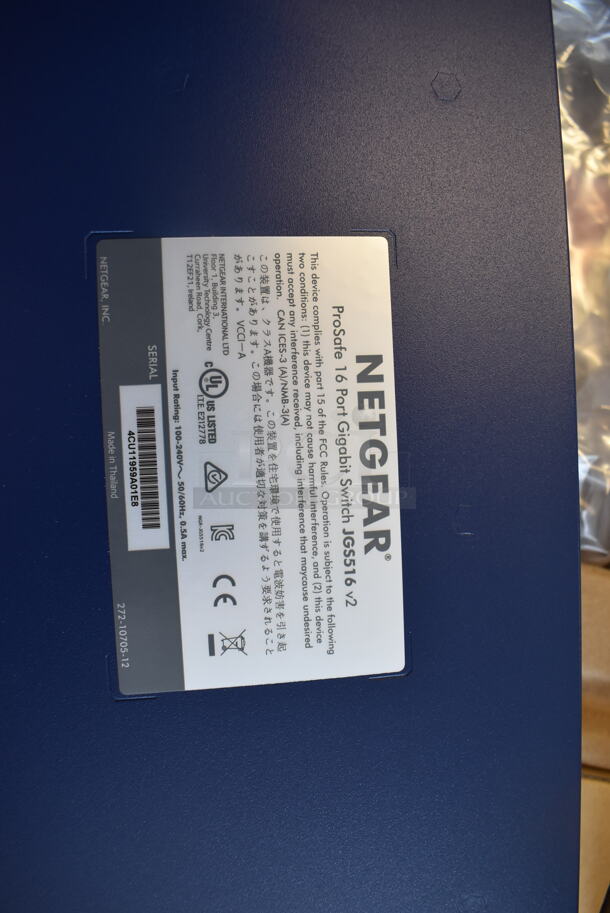 NETGEAR®
ProSafe 16 Port Gigabit Switch JGS516 v2
This device complies with part 15 of the FCC Rules. Operation is subject to the following
two conditions: (1) this device may not cause harmful interference, and (2) this device
must accept any interference received, including interference that maycause undesired
operation. CAN ICES-3 (A)/NMB-3(A)
この装置は、クラスA機器です。この装置を住宅環境で使用すると電波妨害を引き起
こすことがあります。この場合には使用者が適切な対策を講ずるよう要求されること
があります。 VCCI-A
NETGEAR INTERNATIONAL LTD
Floor 1, Building 3,
University Technology Centre
Curraheen Road, Cork,
T12EF21, Ireland
C UL US LISTED
I.T.E. E212778
CE
Input Rating: 100-240V~, 50/60Hz, 0.5A max.
SERIAL
4CU11959A01E8
NETGEAR, INC
Made in Thailand
272-10705-12
AUCTION GROUP